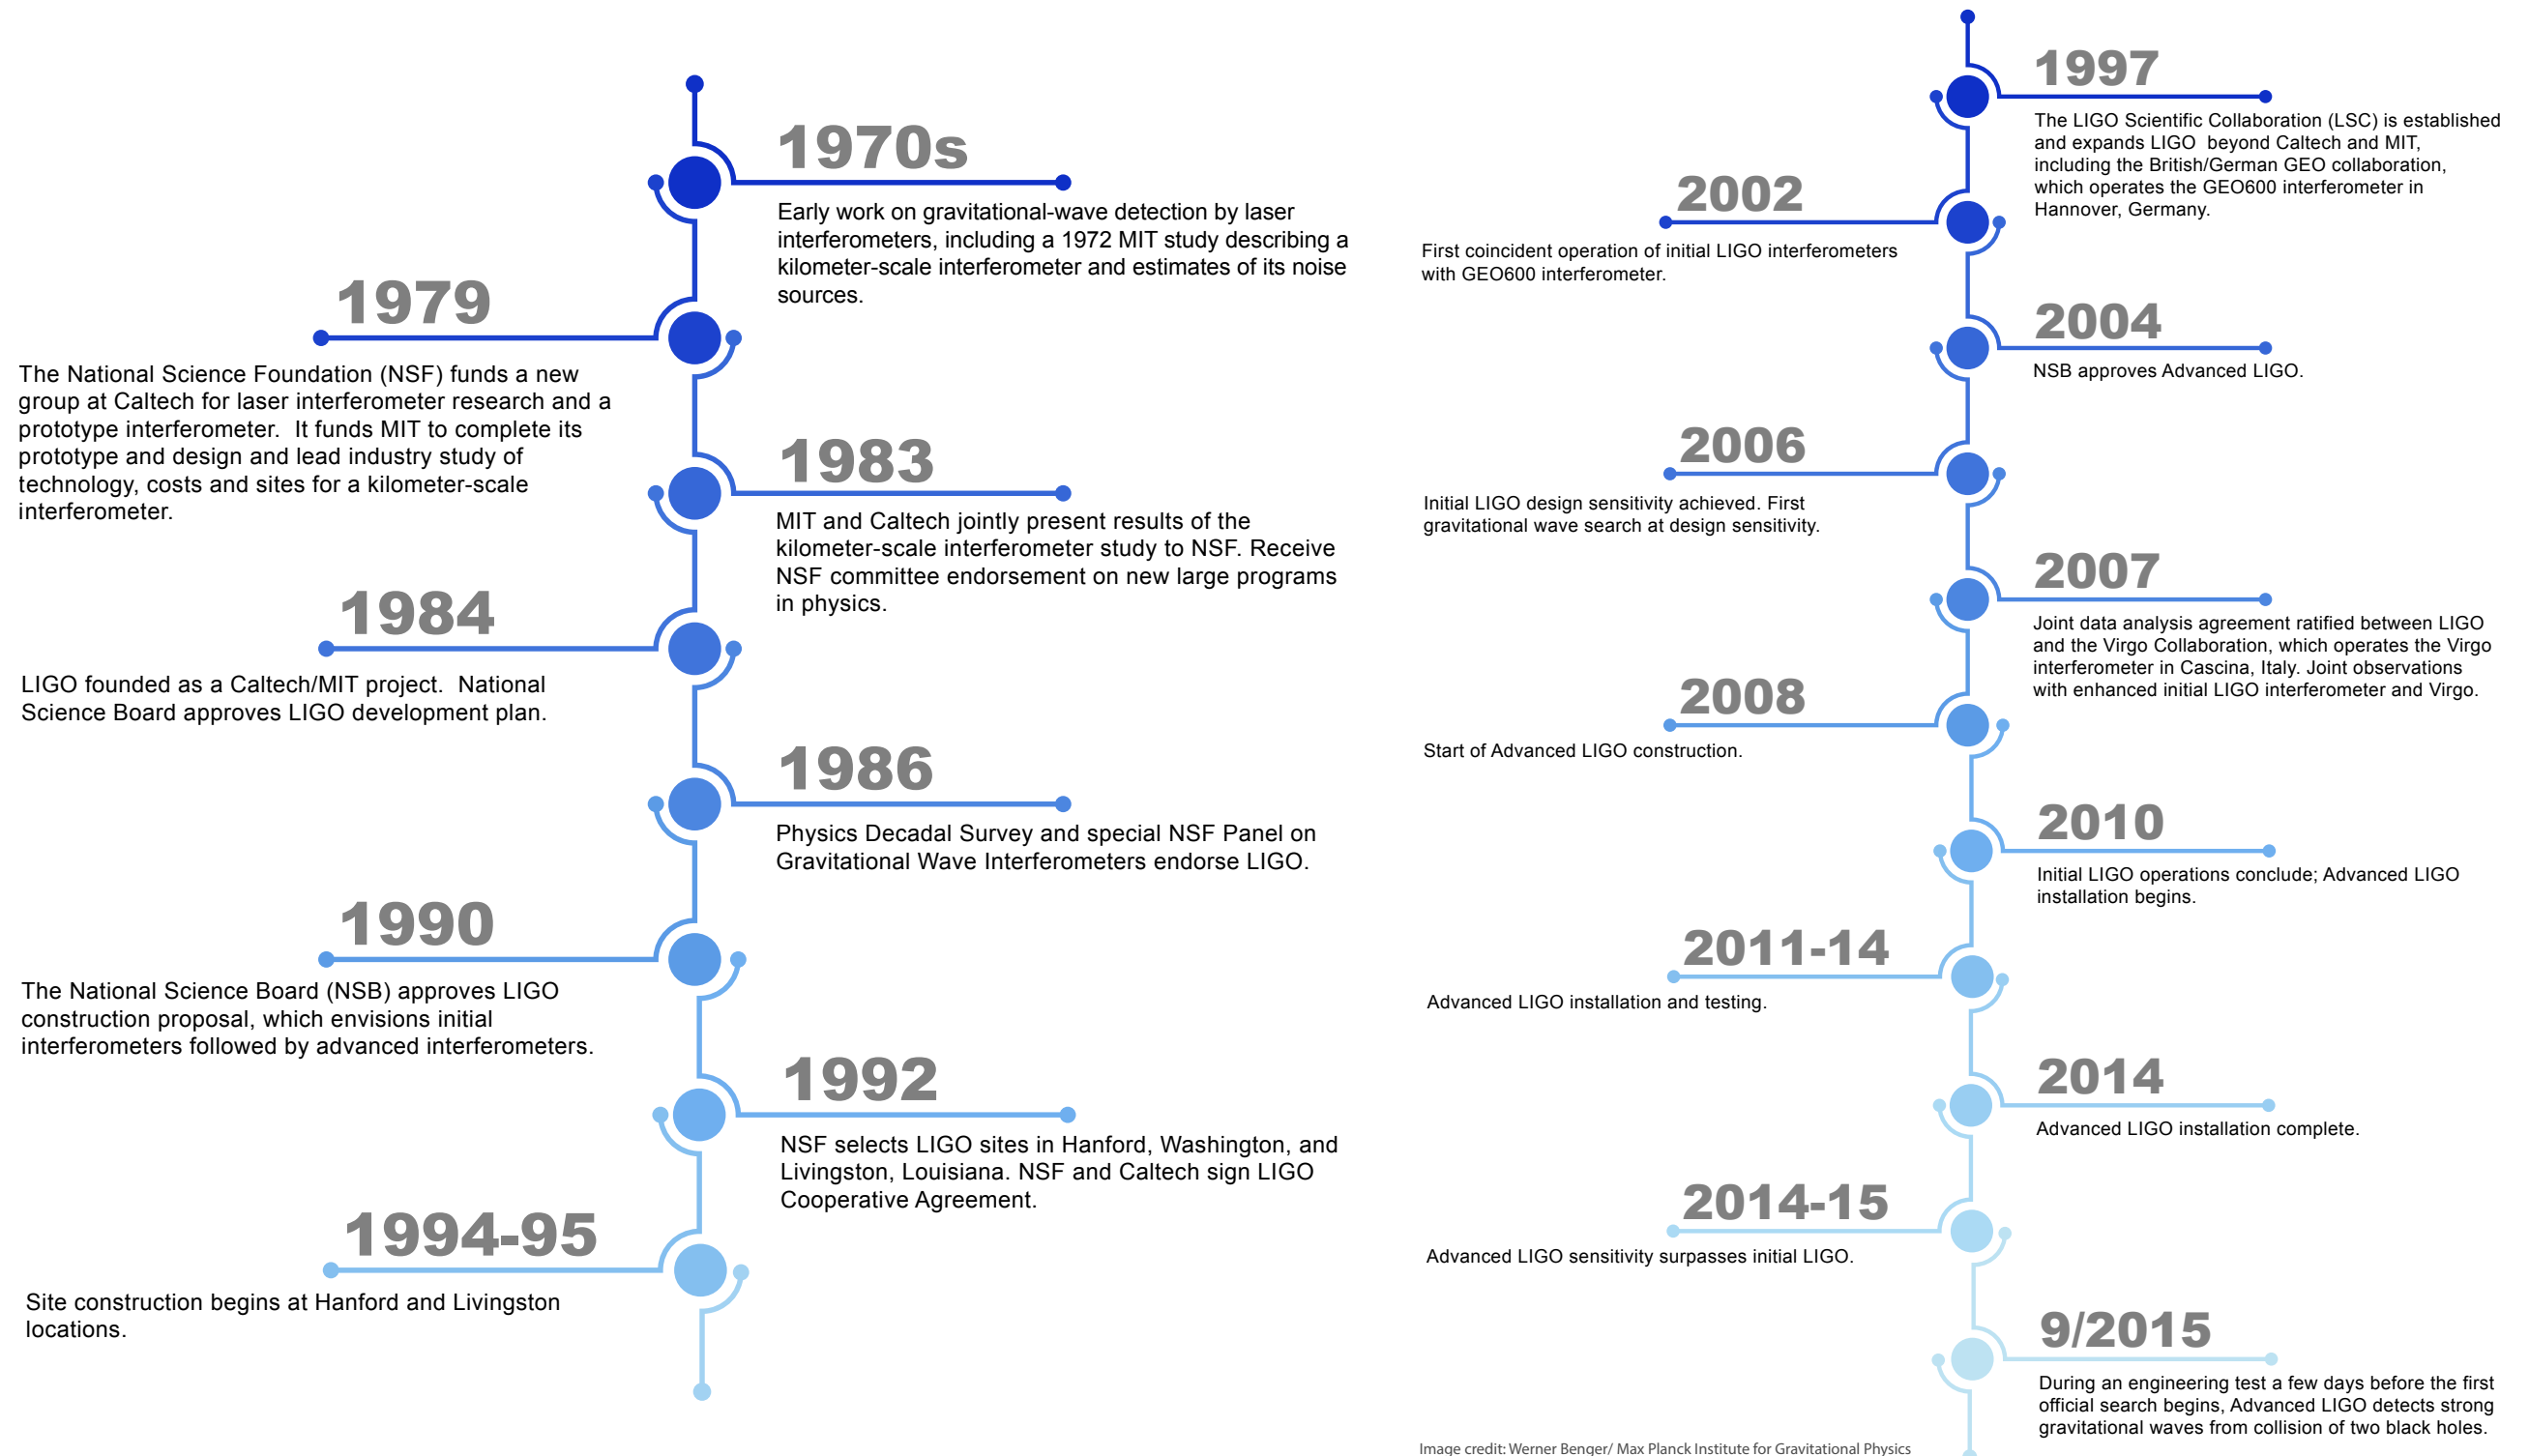 1970s
Early work on gravitational-wave detection by laser
interferometers, including a 1972 MIT study describing a
kilometer-scale interferometer and estimates of its noise
sources.
1979
The National Science Foundation (NSF) funds a new
group at Caltech for laser interferometer research and a
prototype interferometer.  It funds MIT to complete its
prototype and design and lead industry study of
technology, costs and sites for a kilometer-scale
interferometer.
1983
MIT and Caltech jointly present results of the
kilometer-scale interferometer study to NSF. Receive
NSF committee endorsement on new large programs
in physics.
1984
LIGO founded as a Caltech/MIT project.  National
Science Board approves LIGO development plan.
1986
Physics Decadal Survey and special NSF Panel on
Gravitational Wave Interferometers endorse LIGO.
1990
The National Science Board (NSB) approves LIGO
construction proposal, which envisions initial
interferometers followed by advanced interferometers.
1992
NSF selects LIGO sites in Hanford, Washington, and
Livingston, Louisiana. NSF and Caltech sign LIGO
Cooperative Agreement.
1994-95
Site construction begins at Hanford and Livingston
locations.
1997
The LIGO Scientific Collaboration (LSC) is established
and expands LIGO  beyond Caltech and MIT,
including the British/German GEO collaboration,
which operates the GEO600 interferometer in
Hannover, Germany.
2002
First coincident operation of initial LIGO interferometers
with GEO600 interferometer.
2004
NSB approves Advanced LIGO.
2006
Initial LIGO design sensitivity achieved. First
gravitational wave search at design sensitivity.
2007
Joint data analysis agreement ratified between LIGO
and the Virgo Collaboration, which operates the Virgo
interferometer in Cascina, Italy. Joint observations
with enhanced initial LIGO interferometer and Virgo.
2008
Start of Advanced LIGO construction.
2010
Initial LIGO operations conclude; Advanced LIGO
installation begins.
2011-14
Advanced LIGO installation and testing.
2014
Advanced LIGO installation complete.
2014-15
Advanced LIGO sensitivity surpasses initial LIGO.
9/2015
During an engineering test a few days before the first
official search begins, Advanced LIGO detects strong
gravitational waves from collision of two black holes.
Image credit: Werner Benger/ Max Planck Institute for Gravitational Physics